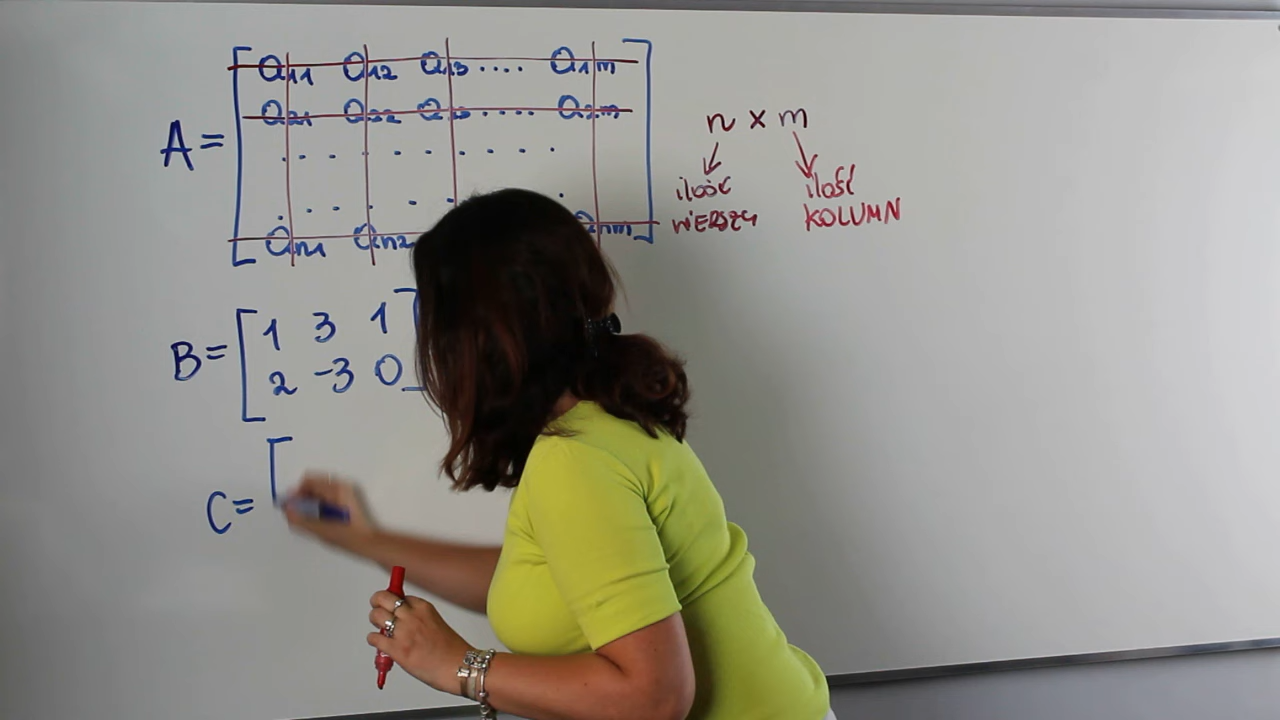 A = [ a11 a12 a13 .... a1m
a21 a22 a23 .... a2m
. . . . . . . . . .
. . . . . .
an1 an2 anm ]
n x m
ilość WIERSZY
ilość KOLUMN
B = [ 1 3 1
2 -3 0 ]
C = [